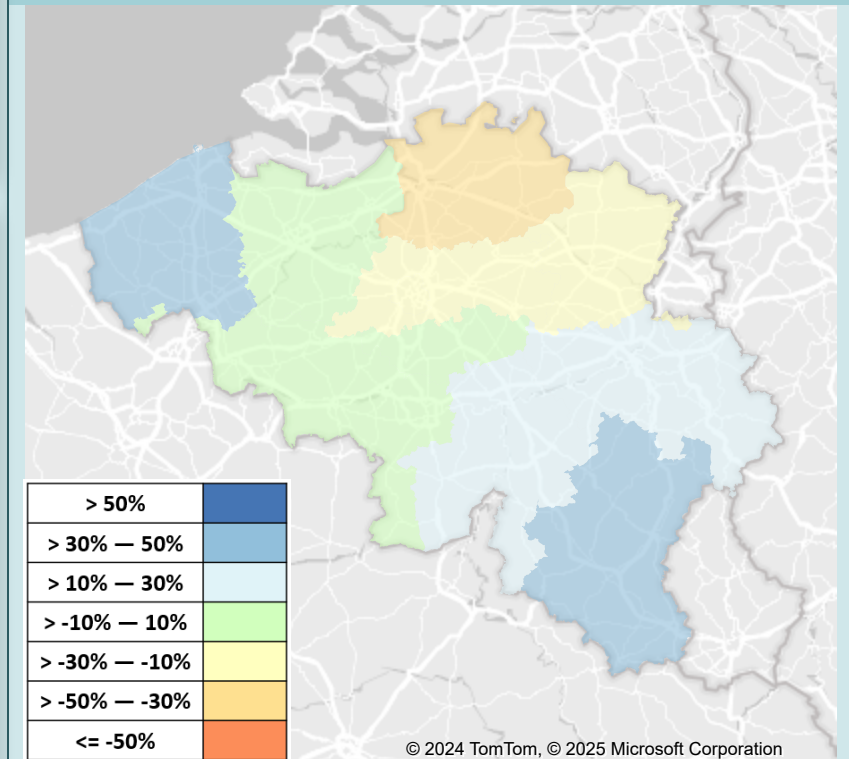 > 50%
> 30% — 50%
> 10% — 30%
> -10% — 10%
> -30% — -10%
> -50% — -30%
<= -50%
© 2024 TomTom, © 2025 Microsoft Corporation